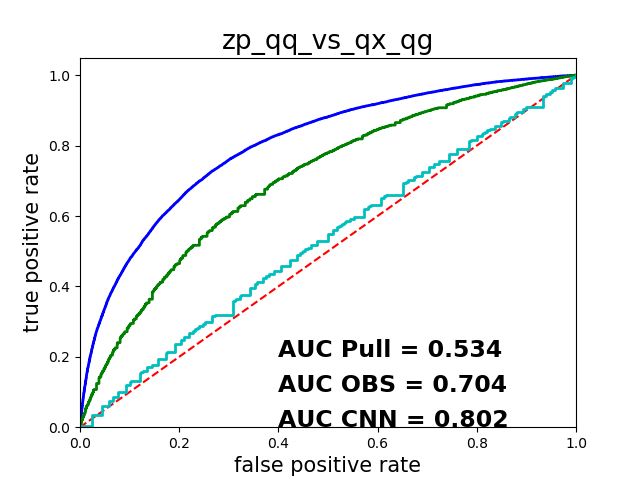 zp_qq_vs_qx_qg
true positive rate
1.0
0.8
0.6
0.4
0.2
0.0
AUC Pull = 0.534
AUC OBS = 0.704
AUC CNN = 0.802
0.0 0.2 0.4 0.6 0.8 1.0
false positive rate